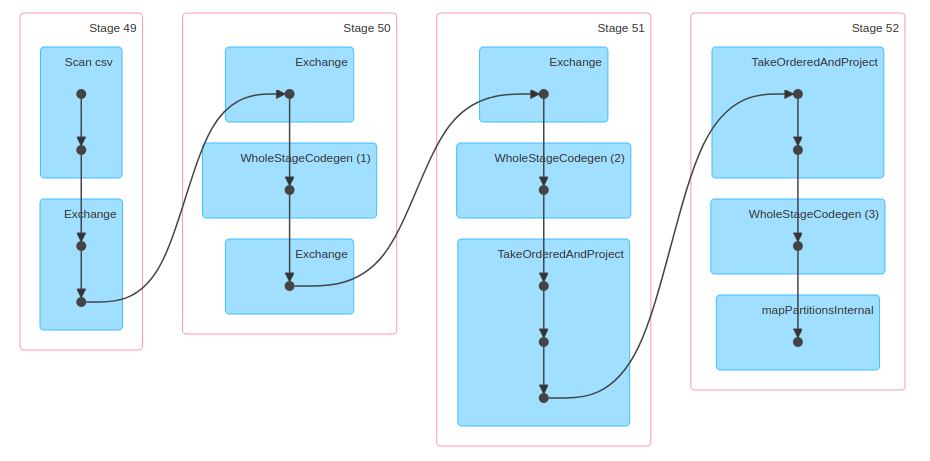 Stage 49
Scan csv
Exchange
Stage 50
Exchange
WholeStageCodegen (1)
Exchange
Stage 51
Exchange
WholeStageCodegen (2)
TakeOrderedAndProject
Stage 52
TakeOrderedAndProject
WholeStageCodegen (3)
mapPartitionsInternal